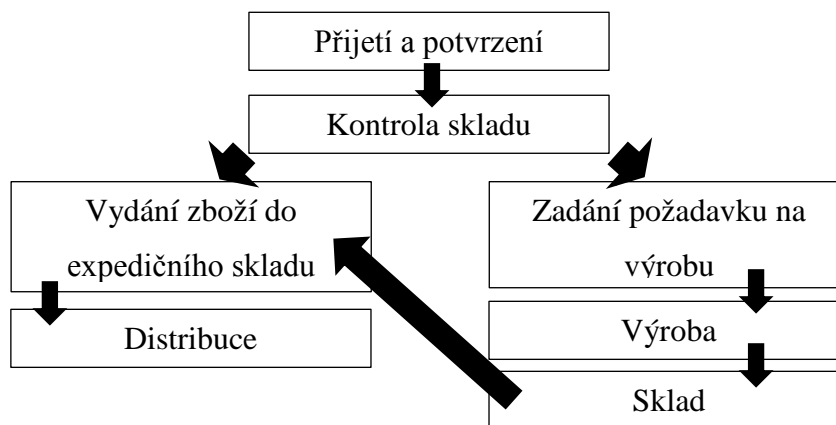 Přijetí a potvrzení
Kontrola skladu
Vydání zboží do
expedičního skladu
Distribuce
Zadání požadavku na
výrobu
Výroba
Sklad